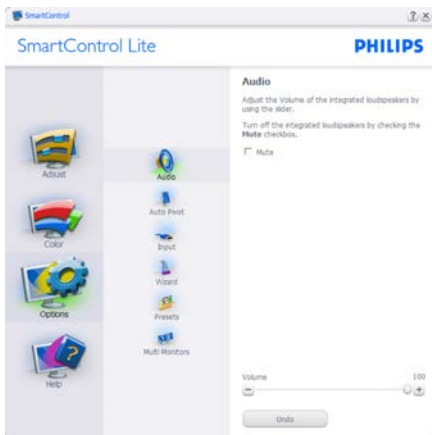 SmartControl
SmartControl Lite
PHILIPS
Adjust
Color
Options
Help
Audio
Auto Pivot
Input
Wizard
Presets
Multi Monitors
Audio
Adjust the Volume of the integrated loudspeakers by
using the slider.
Turn off the integrated loudspeakers by checking the
Mute checkbox.
Mute
Volume 100
Undo